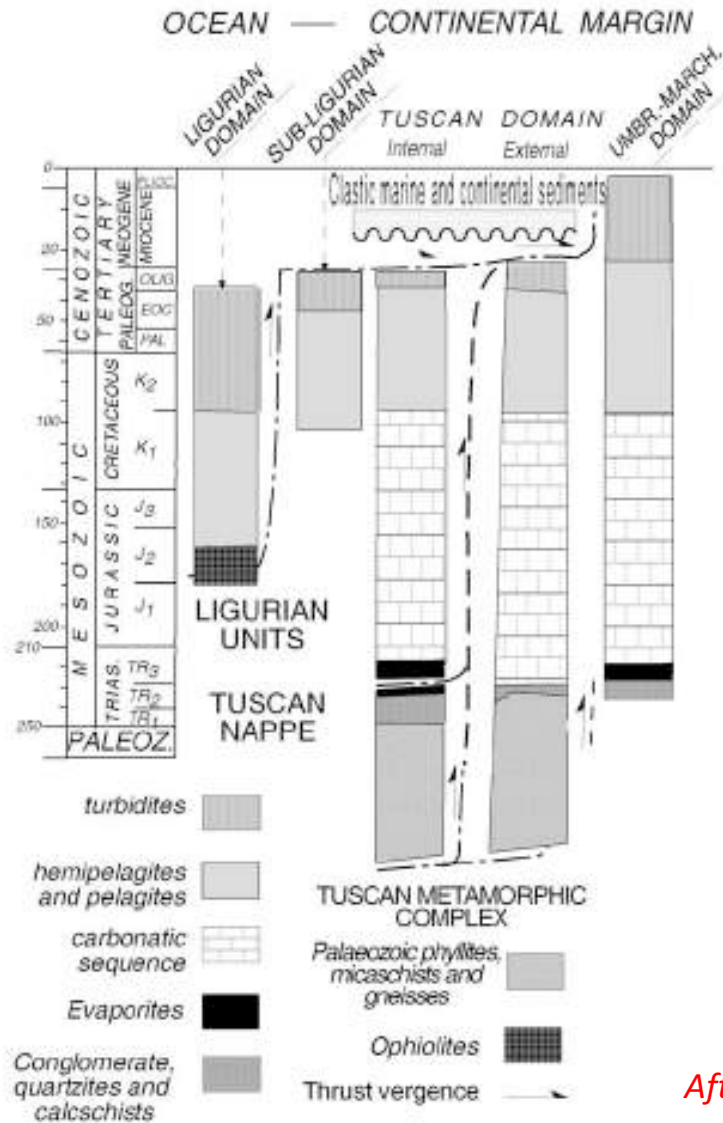 OCEAN — CONTINENTAL MARGIN
LIGURIAN
DOMAIN
SUB-LIGURIAN
DOMAIN
TUSCAN DOMAIN
Internal External
UMBR.-MARCH.
DOMAIN
0
20
50
100
150
200
210
250
CENOZOIC
MESOZOIC
TERTIARY
PALEOG. NEOGENE
MIOCENE
OLIG.
EOC
PAL
CRETACEOUS
K2
K1
JURASSIC
J3
J2
J1
TRIAS.
TR3
TR2
TR1
PALEOZ.
Clastic marine and continental sediments
LIGURIAN
UNITS
TUSCAN
NAPPE
turbidites
hemipelagites
and pelagites
carbonatic
sequence
Evaporites
Conglomerate,
quartzites and
calcschists
TUSCAN METAMORPHIC
COMPLEX
Palaeozoic phyllites,
micaschists and
gneisses
Ophiolites
Thrust vergence